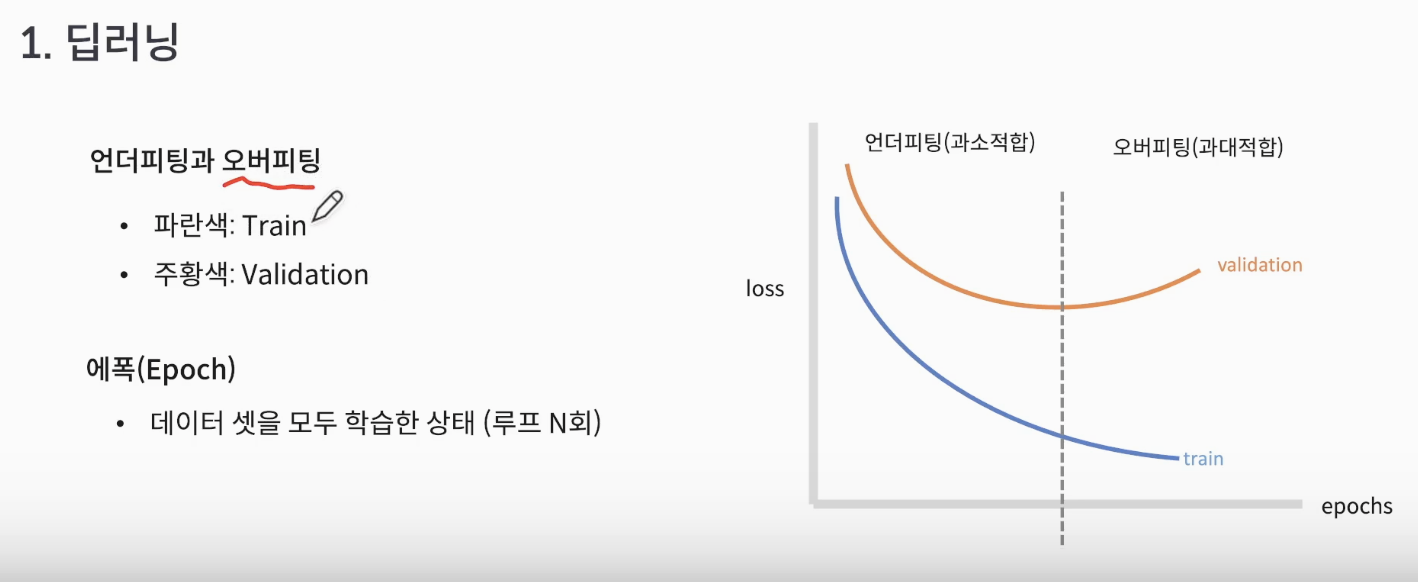 1. 딥러닝
언더피팅과 오버피팅
• 파란색: Train
• 주황색: Validation
에폭(Epoch)
• 데이터 셋을 모두 학습한 상태 (루프 N회)
언더피팅(과소적합)
오버피팅(과대적합)
validation
loss
train
epochs